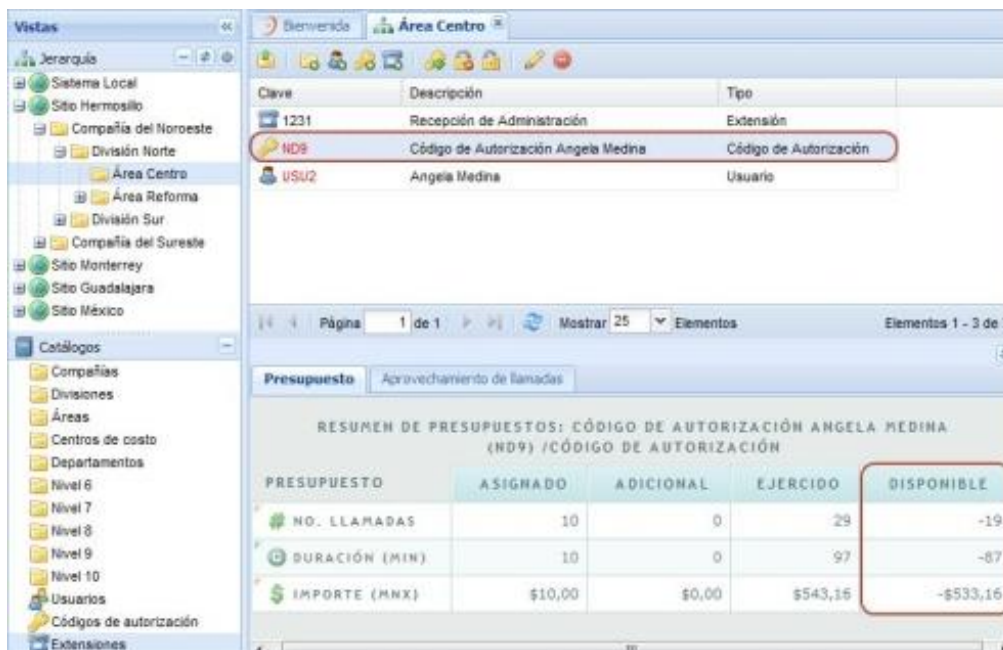 Vistas
Jerarquía
Sistema Local
Sitio Hermosillo
Compañía del Noroeste
División Norte
Área Centro
Área Reforma
División Sur
Compañía del Sureste
Sitio Monterrey
Sitio Guadalajara
Sitio México
Catálogos
Compañías
Divisiones
Áreas
Centros de costo
Departamentos
Nivel 6
Nivel 7
Nivel 8
Nivel 9
Nivel 10
Usuarios
Códigos de autorización
Extensiones
Bienvenida Área Centro
Clave Descripción Tipo
1231 Recepción de Administración Extensión
ND9 Código de Autorización Angela Medina Código de Autorización
USU2 Angela Medina Usuario
Página 1 de 1 Mostrar 25 Elementos Elementos 1 - 3 de
Presupuesto Aprovechamiento de llamadas
RESUMEN DE PRESUPUESTOS: CÓDIGO DE AUTORIZACIÓN ANGELA MEDINA
(ND9) /CÓDIGO DE AUTORIZACIÓN
PRESUPUESTO ASIGNADO ADICIONAL EJERCIDO DISPONIBLE
NO. LLAMADAS 10 0 29 -19
DURACIÓN (MIN) 10 0 97 -87
IMPORTE (MNX) $10,00 $0,00 $543,16 -$533,16